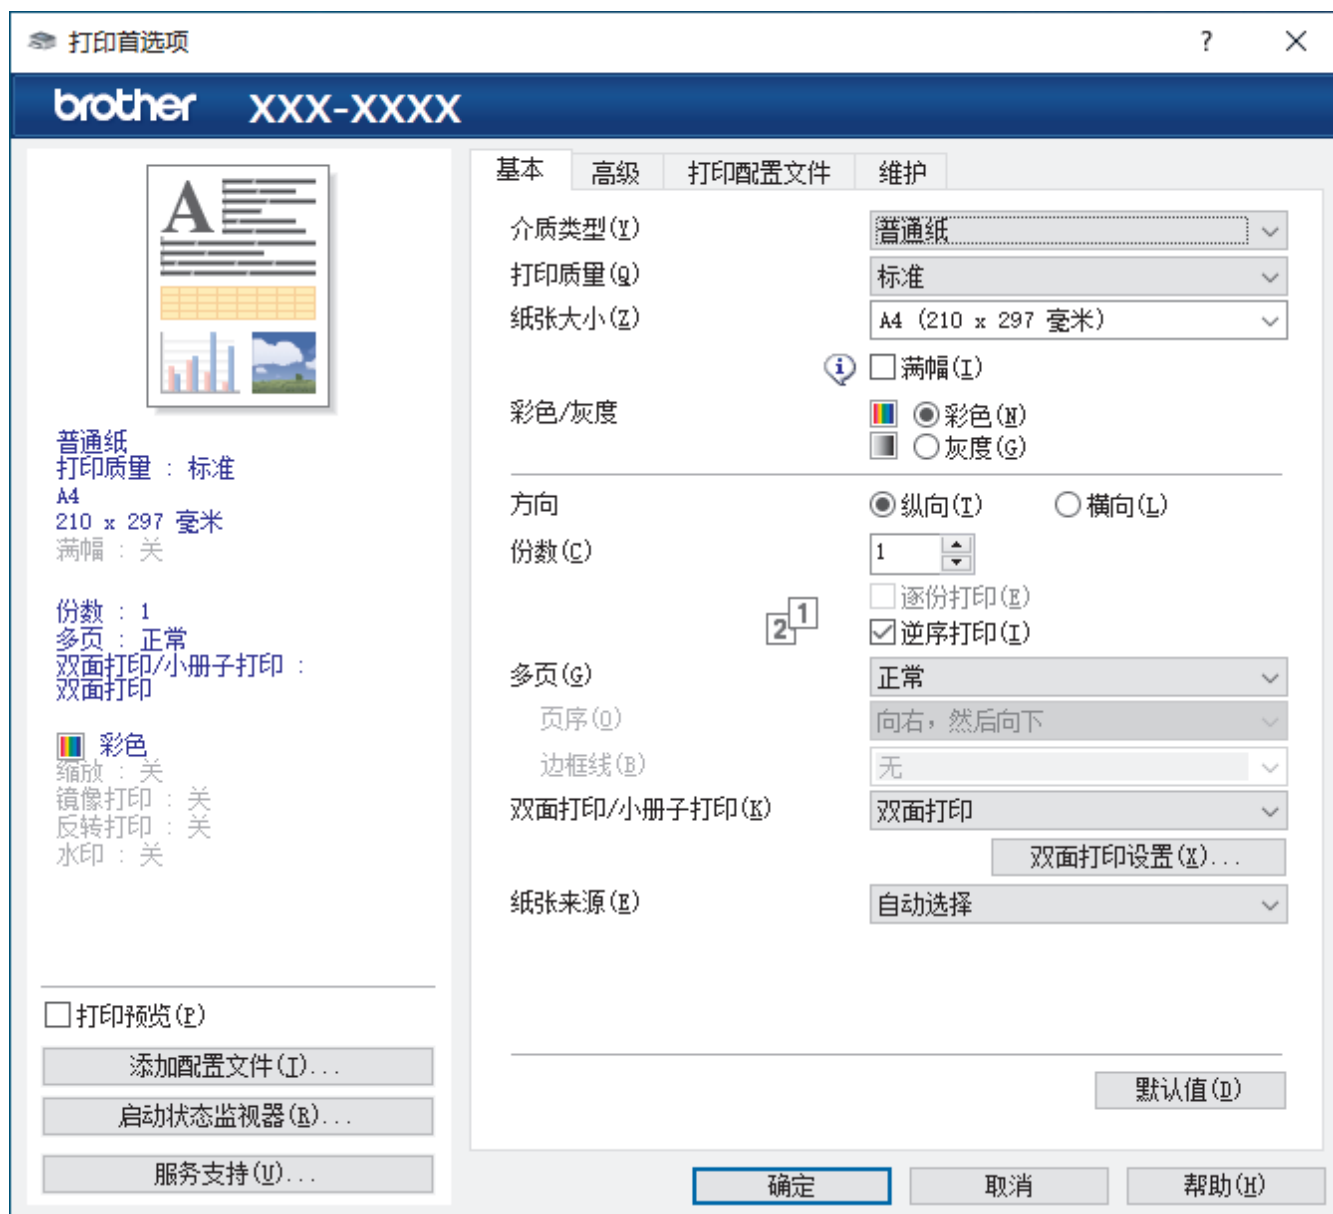 打印首选项
?
brother XXX-XXXX
基本 高级 打印配置文件 维护
A
普通纸
打印质量 : 标准
A4
210 x 297 毫米
满幅 : 关
份数 : 1
多页 : 正常
双面打印/小册子打印 :
双面打印
彩色
缩放 : 关
镜像打印 : 关
反转打印 : 关
水印 : 关
打印预览(P)
添加配置文件(I)...
启动状态监视器(R)...
服务支持(U)...
介质类型(Y) 普通纸
打印质量(Q) 标准
纸张大小(Z) A4 (210 x 297 毫米)
i 满幅(I)
彩色/灰度 彩色(N)
灰度(G)
方向 纵向(T) 横向(L)
份数(C) 1
逐份打印(E)
2 1 逆序打印(I)
多页(G) 正常
页序(O) 向右，然后向下
边框线(B) 无
双面打印/小册子打印(K) 双面打印
双面打印设置(X)...
纸张来源(E) 自动选择
默认值(D)
确定 取消 帮助(H)